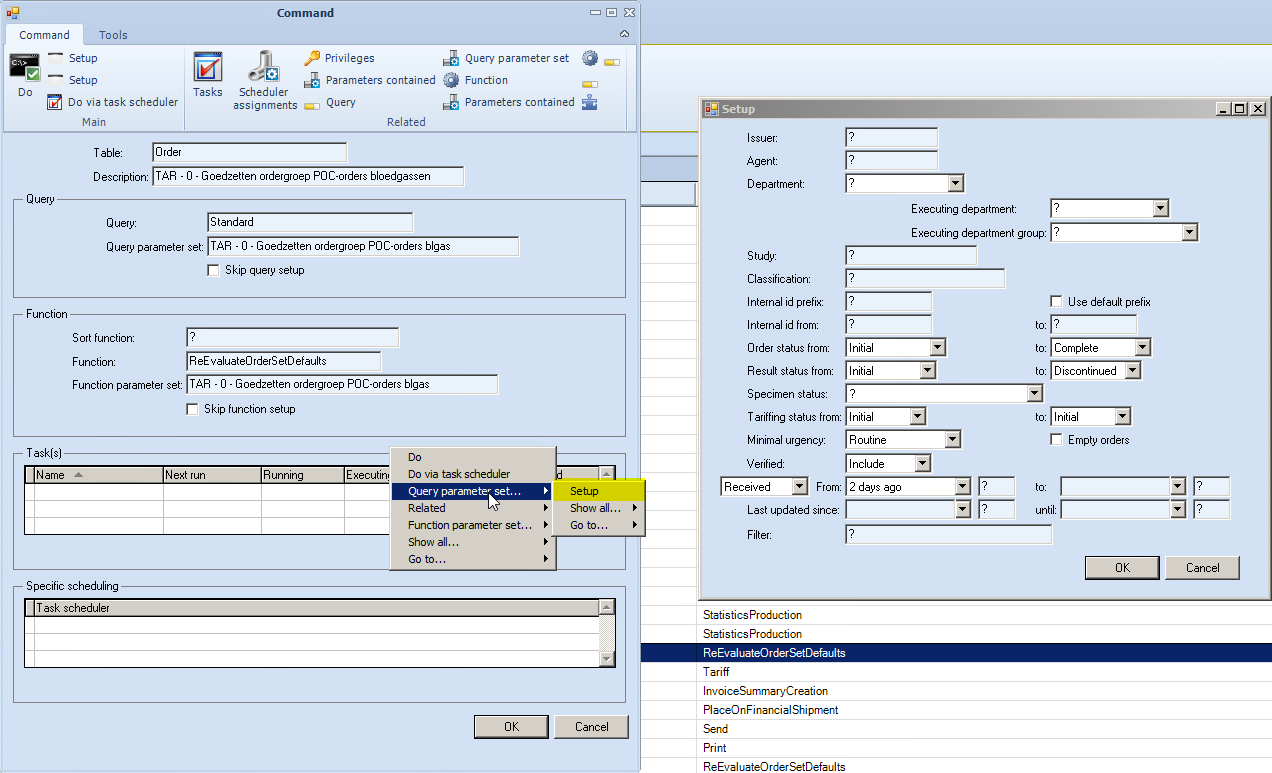 Command
Command Tools
C:\>
Do
Setup
Setup
Do via task scheduler
Main
Tasks
Scheduler
assignments
Privileges
Parameters contained
Query
Query parameter set
Function
Parameters contained
Related
Table: Order
Description: TAR - 0 - Goedzetten ordergroep POC-orders bloedgassen
Query
Query: Standard
Query parameter set: TAR - 0 - Goedzetten ordergroep POC-orders blgas
Skip query setup
Function
Sort function: ?
Function: ReEvaluateOrderSetDefaults
Function parameter set: TAR - 0 - Goedzetten ordergroep POC-orders blgas
Skip function setup
Task(s)
Name Next run Running Executing
Do
Do via task scheduler
Query parameter set...
Related
Function parameter set...
Show all...
Go to...
Setup
Show all...
Go to...
Specific scheduling
Task scheduler
OK Cancel
Setup
Issuer: ?
Agent: ?
Department: ?
Executing department: ?
Executing department group: ?
Study: ?
Classification: ?
Internal id prefix: ? Use default prefix
Internal id from: ? to: ?
Order status from: Initial to: Complete
Result status from: Initial to: Discontinued
Specimen status: ?
Tariffing status from: Initial to: Initial
Minimal urgency: Routine Empty orders
Verified: Include
Received From: 2 days ago ? to: ?
Last updated since: ? until: ?
Filter: ?
OK Cancel
StatisticsProduction
StatisticsProduction
ReEvaluateOrderSetDefaults
Tariff
InvoiceSummaryCreation
PlaceOnFinancialShipment
Send
Print
ReEvaluateOrderSetDefaults